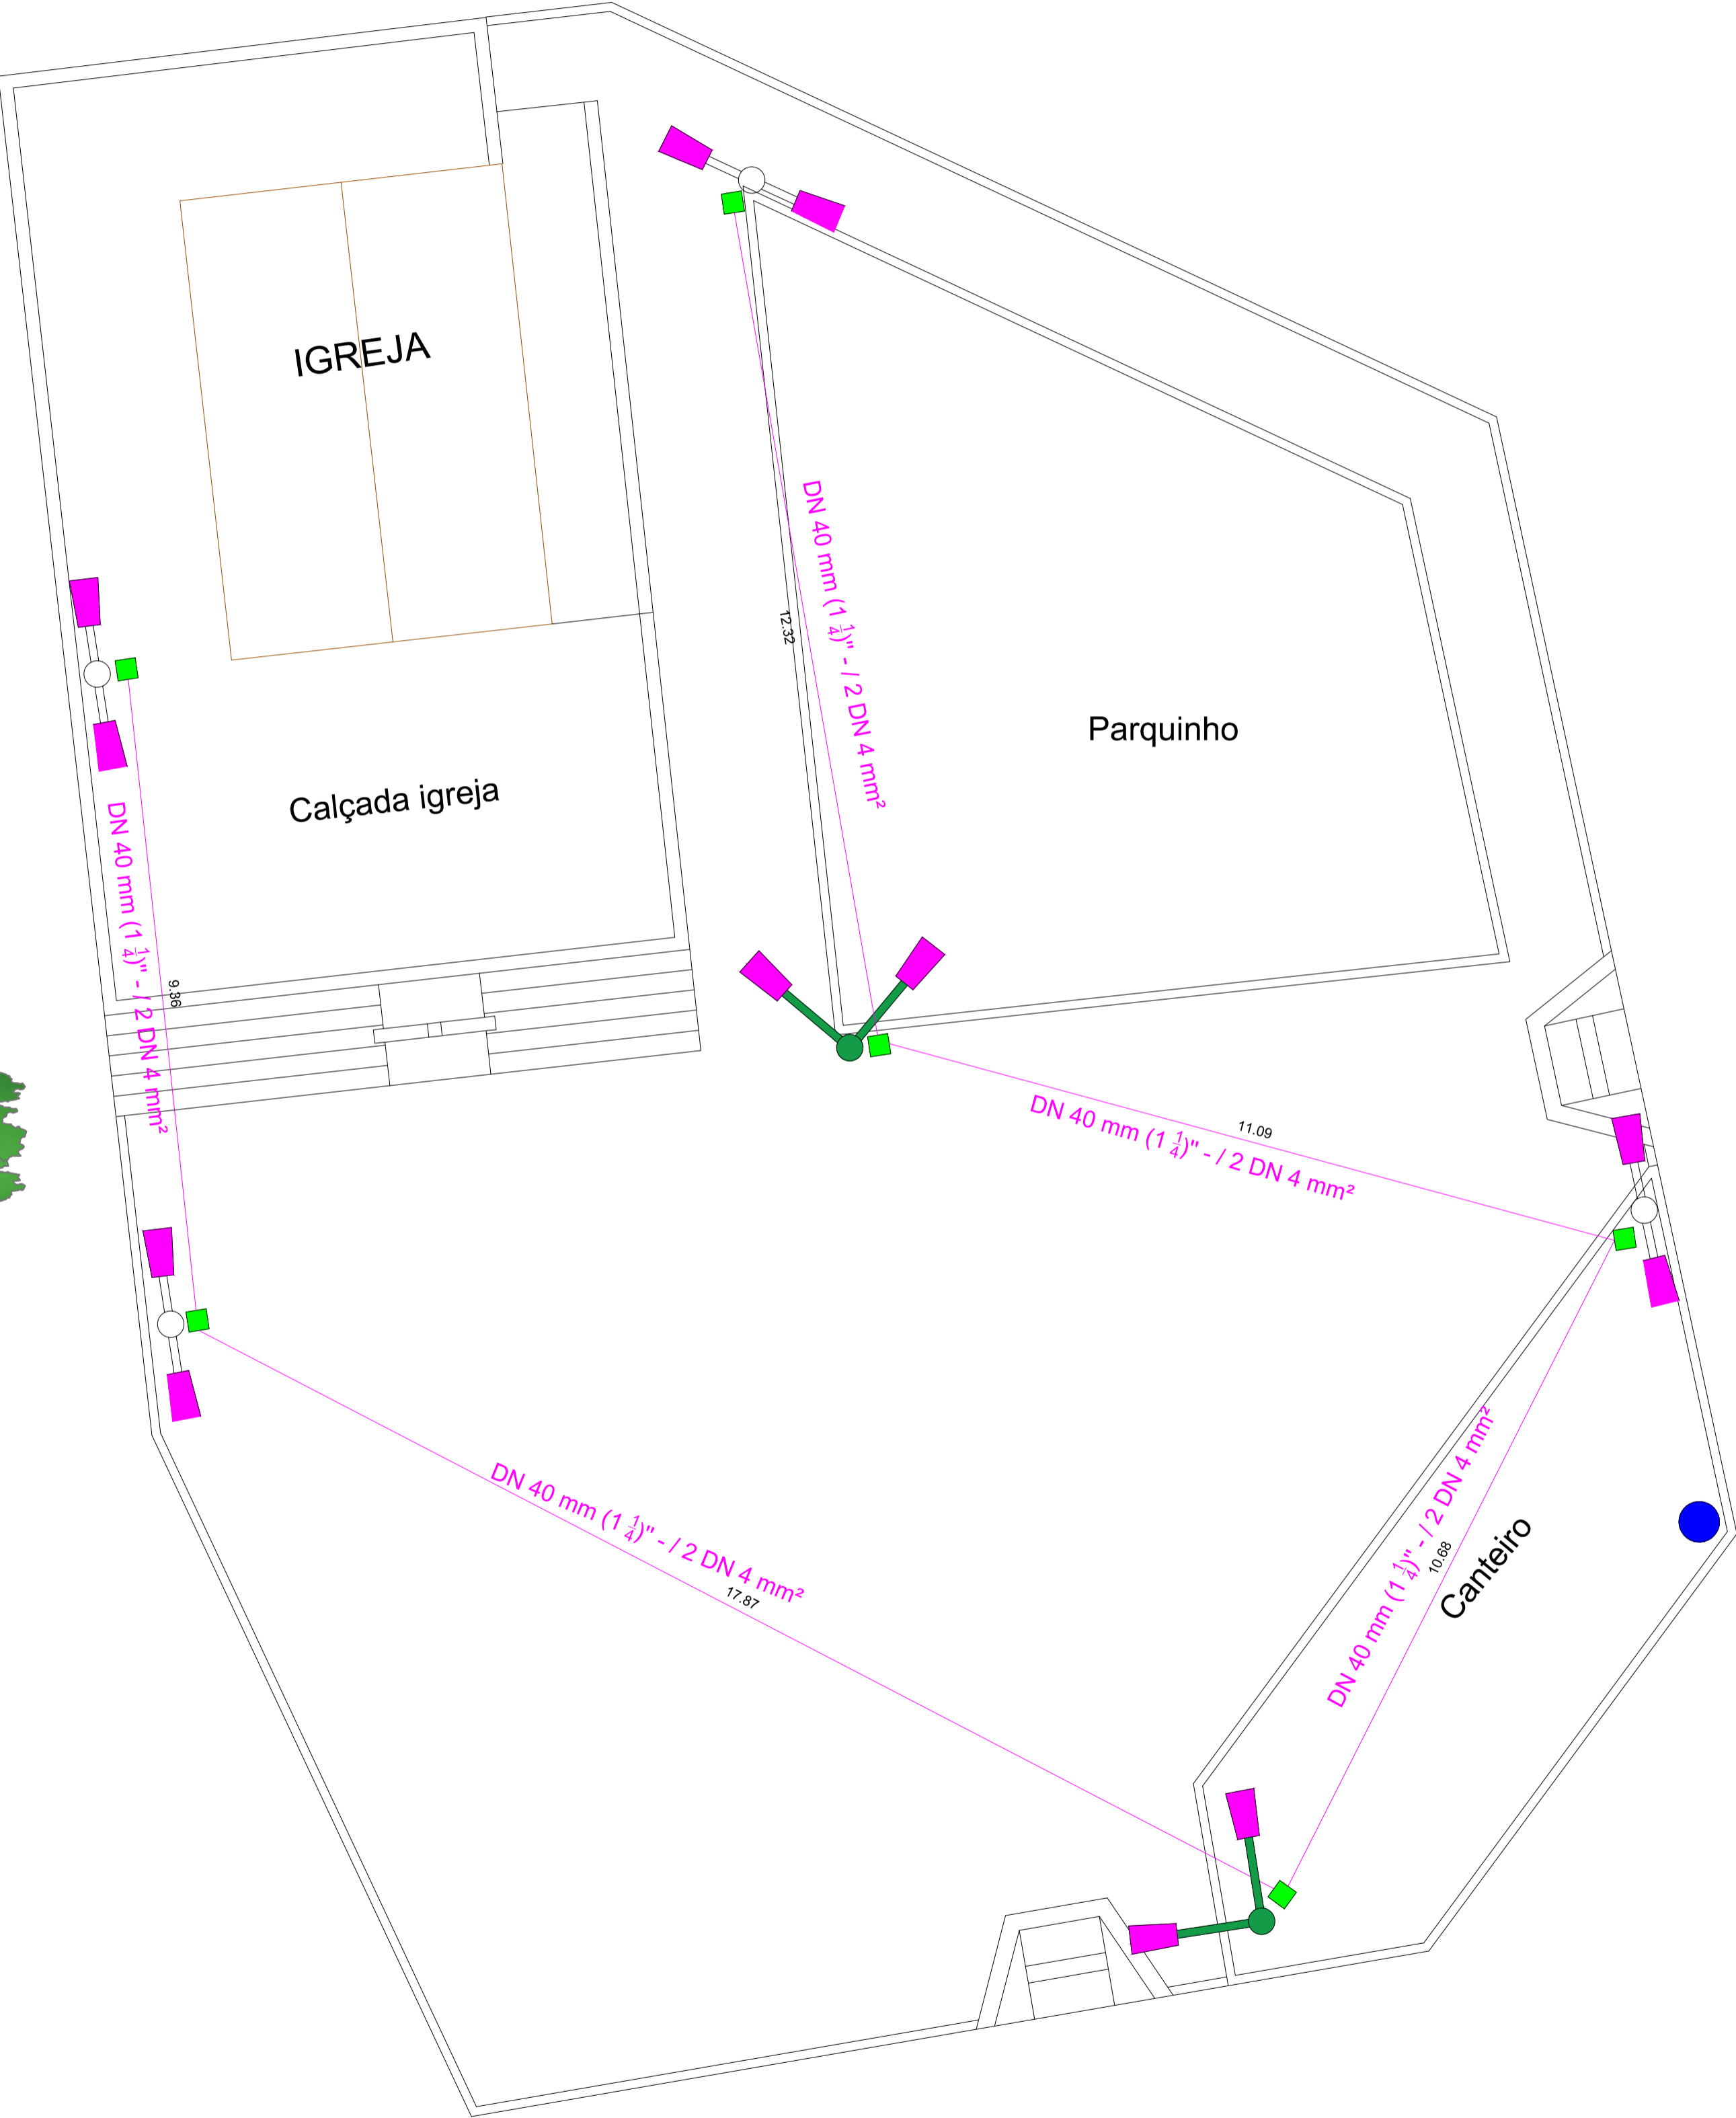 IGREJA
DN 40 mm (1 1/4)" - / 2 DN 4 mm²
12.32
Parquinho
Calçada igreja
DN 40 mm (1 1/4)" - / 2 DN 4 mm²
9.36
DN 40 mm (1 1/4)" - / 2 DN 4 mm²
11.09
DN 40 mm (1 1/4)" - / 2 DN 4 mm²
10.68
Canteiro
DN 40 mm (1 1/4)" - / 2 DN 4 mm²
17.87